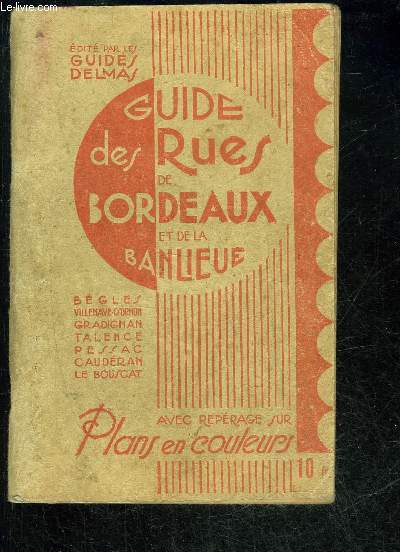 © le-livre.fr
ÉDITÉ PAR LES
GUIDES
DELMAS
GUIDE
des Rues
DE
BORDEAUX
ET DE LA
BANLIEUE
BÈGLES
VILLENAVE-D'ORNON
GRADIGNAN
TALENCE
PESSAC
CAUDÉRAN
LE BOUSCAT
AVEC REPÉRAGE SUR
Plans en couleurs
10 F